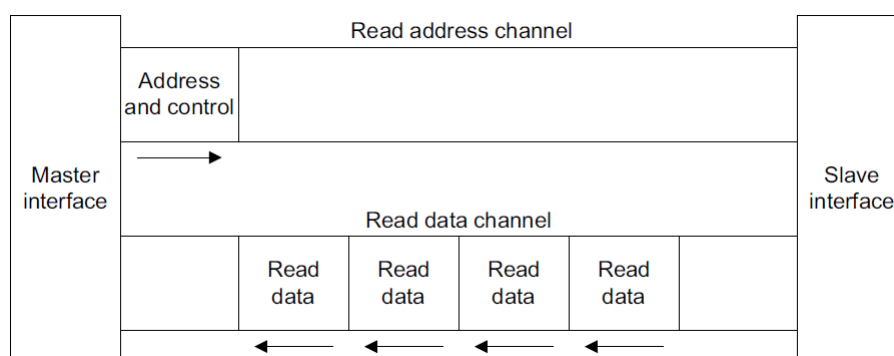 Read address channel
Address
and control
Master
interface
Slave
interface
Read data channel
Read
data
Read
data
Read
data
Read
data